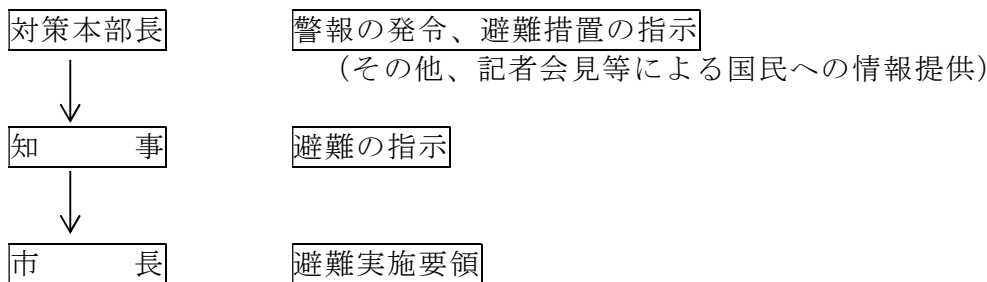 対策本部長 警報の発令、避難措置の指示
（その他、記者会見等による国民への情報提供）
知 事 避難の指示
市 長 避難実施要領